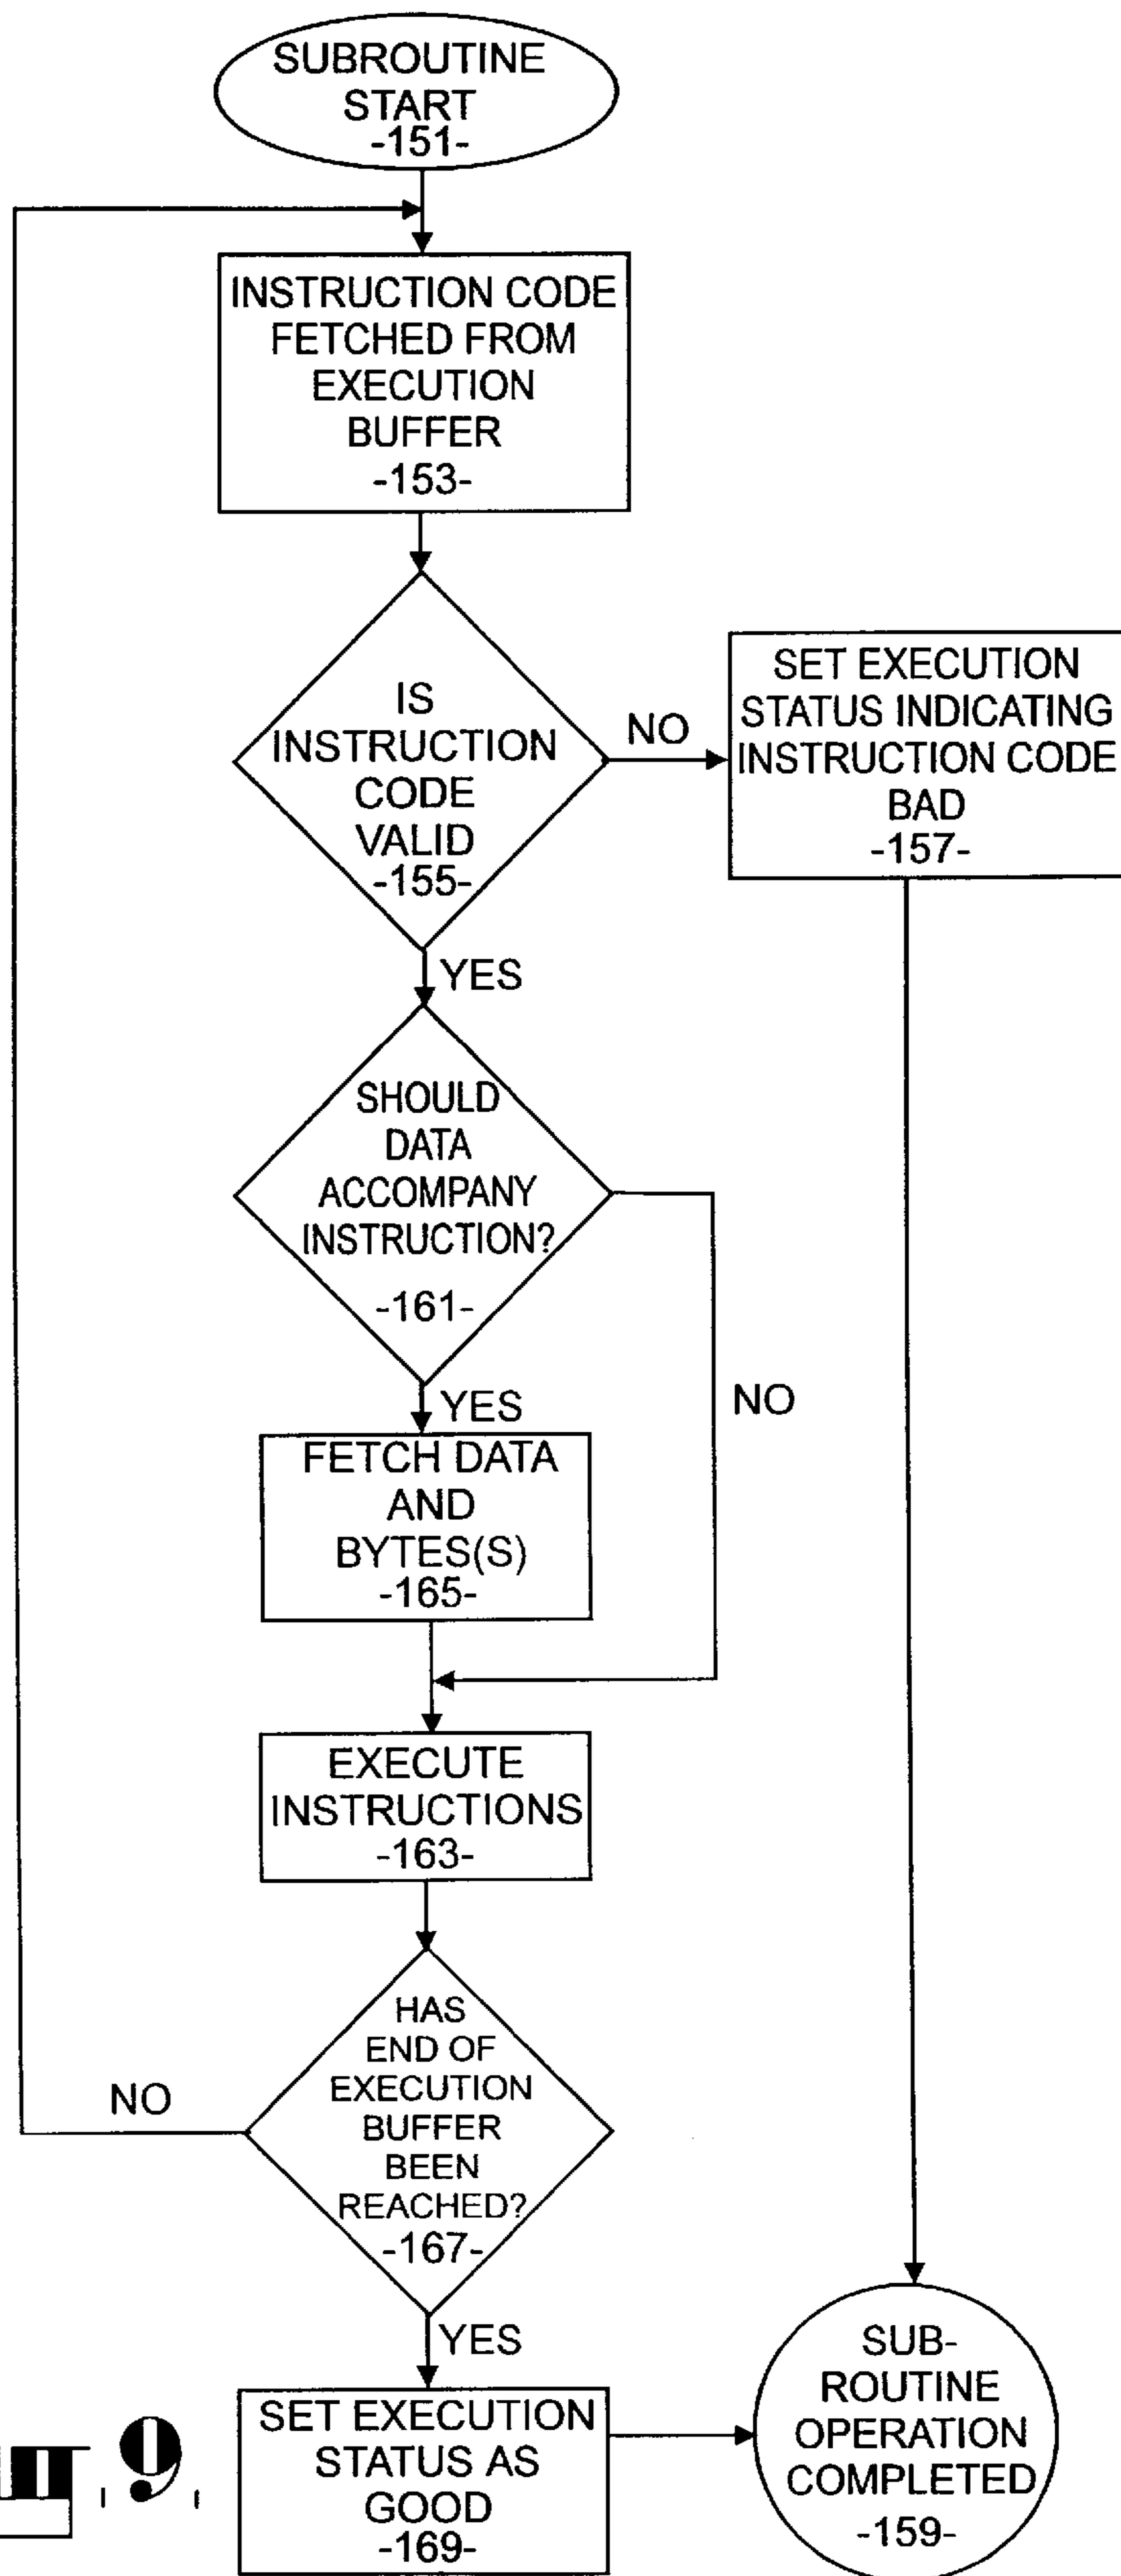 SUBROUTINE
START
-151-
INSTRUCTION CODE
FETCHED FROM
EXECUTION
BUFFER
-153-
IS
INSTRUCTION
CODE
VALID
-155-
NO
SET EXECUTION
STATUS INDICATING
INSTRUCTION CODE
BAD
-157-
YES
SHOULD
DATA
ACCOMPANY
INSTRUCTION?
-161-
NO
YES
FETCH DATA
AND
BYTES(S)
-165-
EXECUTE
INSTRUCTIONS
-163-
HAS
END OF
EXECUTION
BUFFER
BEEN
REACHED?
-167-
NO
YES
SET EXECUTION
STATUS AS
GOOD
-169-
SUB-
ROUTINE
OPERATION
COMPLETED
-159-
9